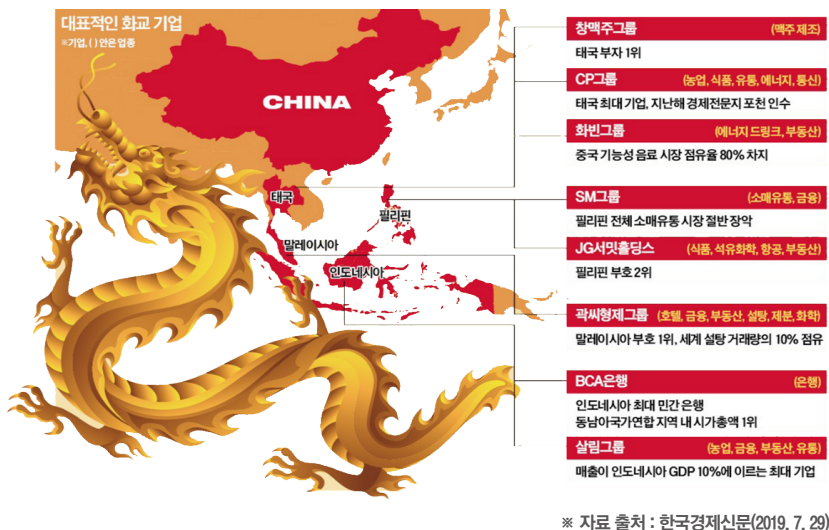 대표적인 화교 기업
※기업, ( ) 안은 업종
CHINA
태국
필리핀
말레이시아
인도네시아
창맥주그룹 (맥주 제조)
태국 부자 1위
CP그룹 (농업, 식품, 유통, 에너지, 통신)
태국 최대 기업, 지난해 경제전문지 포천 인수
화빈그룹 (에너지 드링크, 부동산)
중국 기능성 음료 시장 점유율 80% 차지
SM그룹 (소매유통, 금융)
필리핀 전체 소매유통 시장 절반 장악
JG서밋홀딩스 (식품, 석유화학, 항공, 부동산)
필리핀 부호 2위
곽씨형제그룹 (호텔, 금융, 부동산, 설탕, 제분, 화학)
말레이시아 부호 1위, 세계 설탕 거래량의 10% 점유
BCA은행 (은행)
인도네시아 최대 민간 은행
동남아국가연합 지역 내 시가총액 1위
살림그룹 (농업, 금융, 부동산, 유통)
매출이 인도네시아 GDP 10%에 이르는 최대 기업
※ 자료 출처 : 한국경제신문(2019. 7. 29)